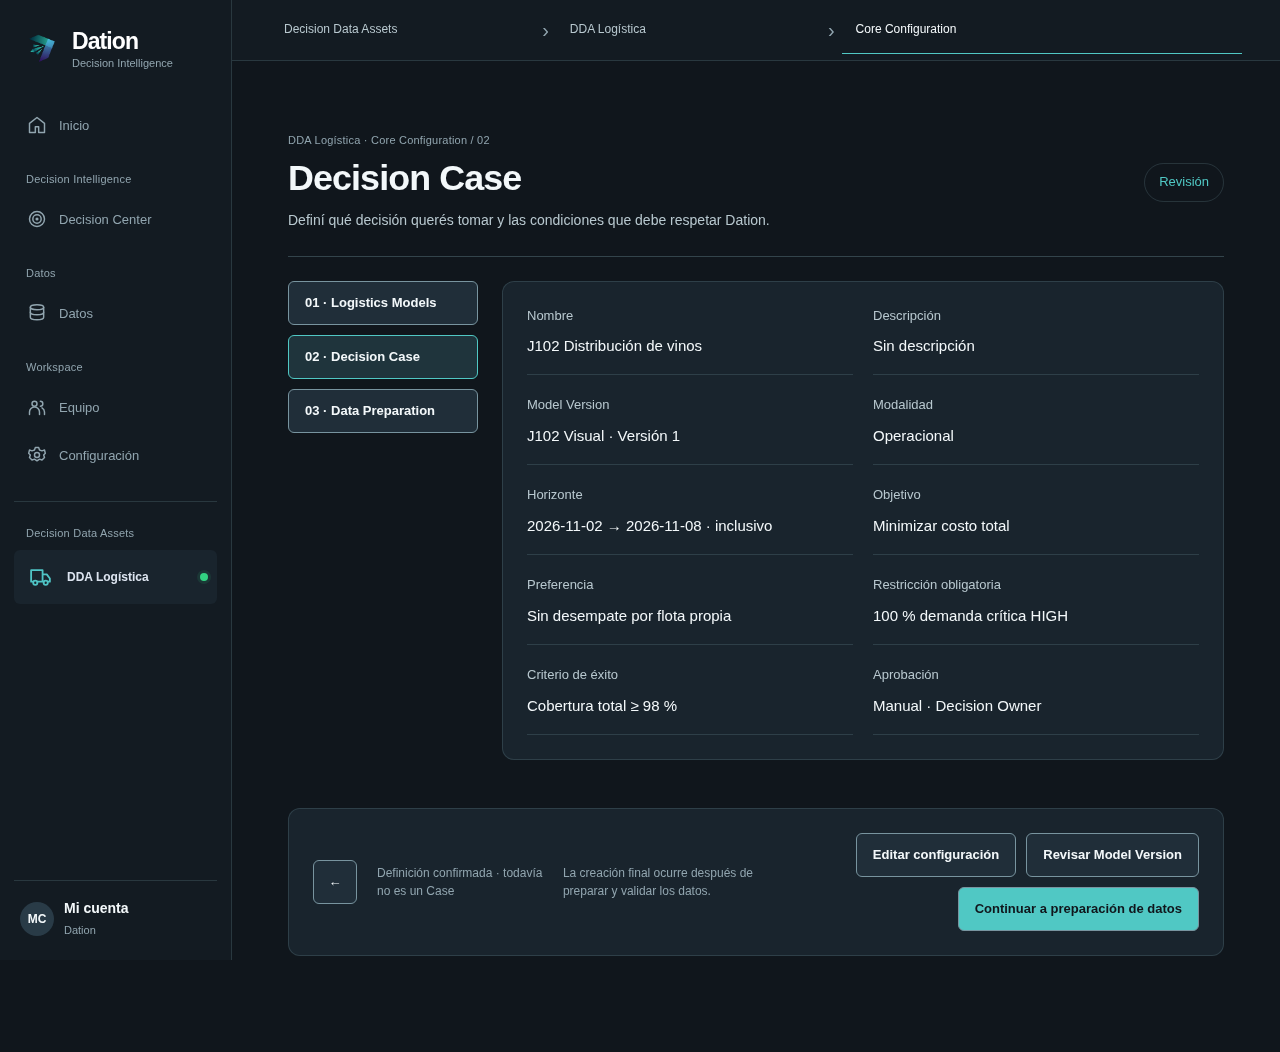 Dation
Decision Intelligence
Inicio
Decision Intelligence
Decision Center
Datos
Datos
Workspace
Equipo
Configuración
Decision Data Assets
DDA Logística
MC
Mi cuenta
Dation
Decision Data Assets › DDA Logística › Core Configuration
DDA Logística · Core Configuration / 02
Decision Case
Revisión
Definí qué decisión querés tomar y las condiciones que debe respetar Dation.
01 · Logistics Models
02 · Decision Case
03 · Data Preparation
Nombre
J102 Distribución de vinos
Descripción
Sin descripción
Model Version
J102 Visual · Versión 1
Modalidad
Operacional
Horizonte
2026-11-02 → 2026-11-08 · inclusivo
Objetivo
Minimizar costo total
Preferencia
Sin desempate por flota propia
Restricción obligatoria
100 % demanda crítica HIGH
Criterio de éxito
Cobertura total ≥ 98 %
Aprobación
Manual · Decision Owner
←
Definición confirmada · todavía
no es un Case
La creación final ocurre después de
preparar y validar los datos.
Editar configuración
Revisar Model Version
Continuar a preparación de datos